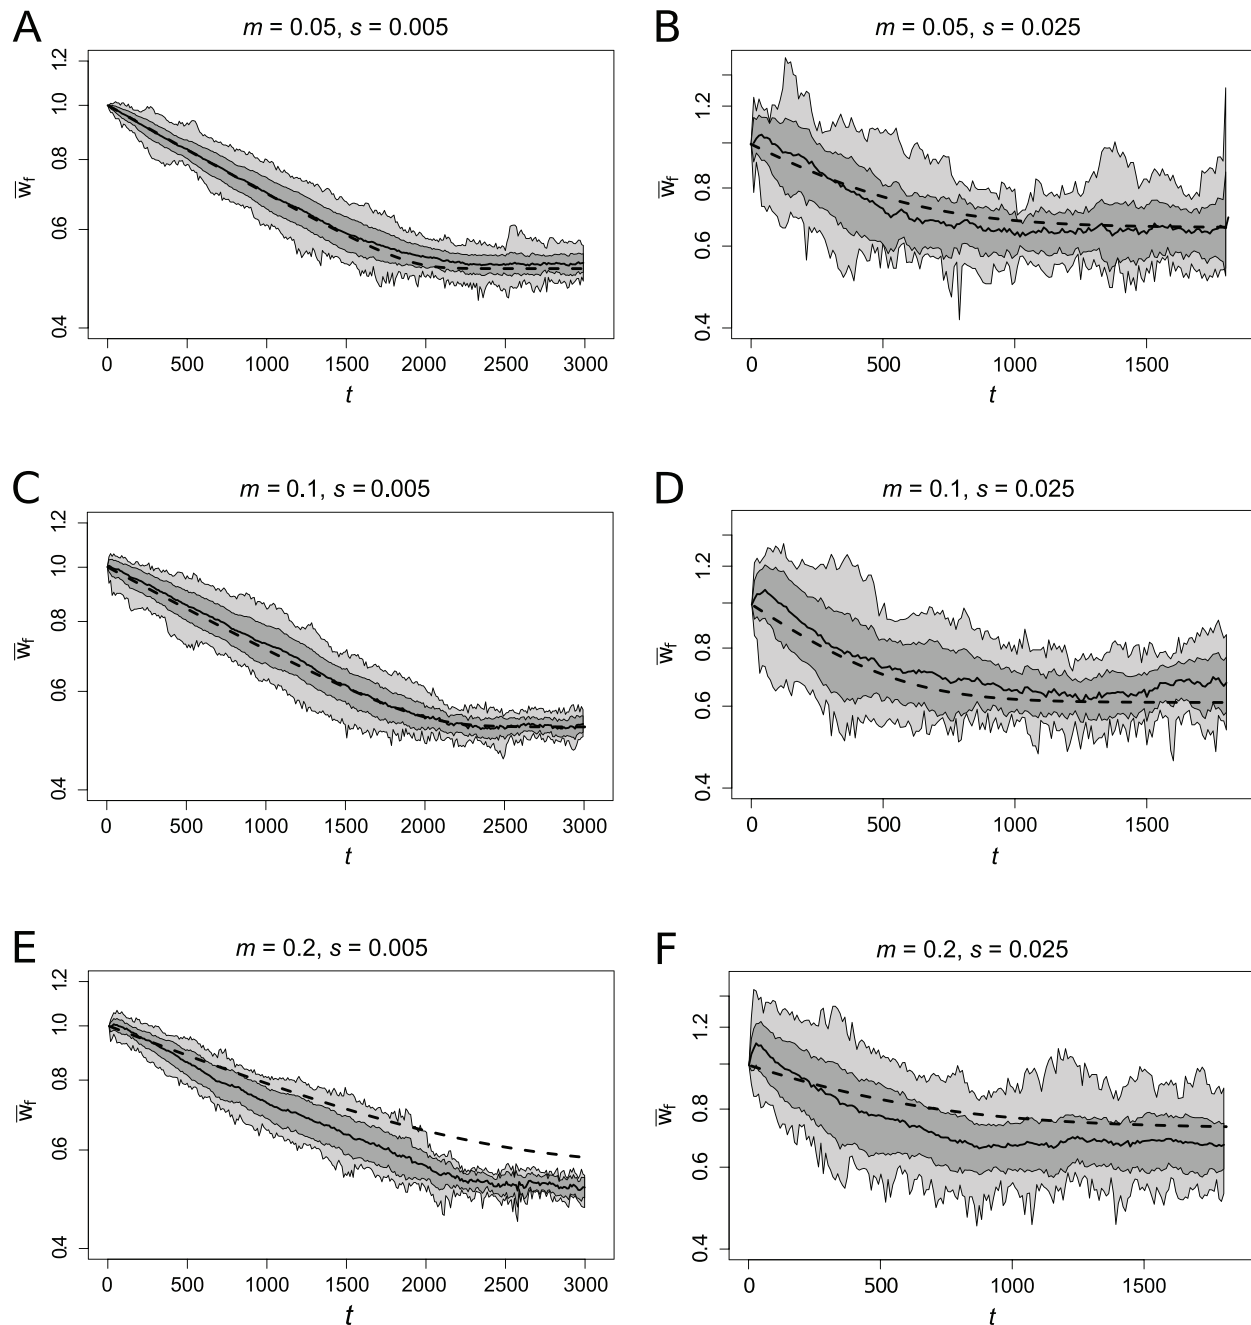 A
m = 0.05, s = 0.005
w̄f
1.2
1.0
0.8
0.6
0.4
0 500 1000 1500 2000 2500 3000
t
B
m = 0.05, s = 0.025
w̄f
1.2
0.8
0.6
0.4
0 500 1000 1500
t
C
m = 0.1, s = 0.005
w̄f
1.2
1.0
0.8
0.6
0.4
0 500 1000 1500 2000 2500 3000
t
D
m = 0.1, s = 0.025
w̄f
1.2
0.8
0.6
0.4
0 500 1000 1500
t
E
m = 0.2, s = 0.005
w̄f
1.2
1.0
0.8
0.6
0.4
0 500 1000 1500 2000 2500 3000
t
F
m = 0.2, s = 0.025
w̄f
1.2
0.8
0.6
0.4
0 500 1000 1500
t